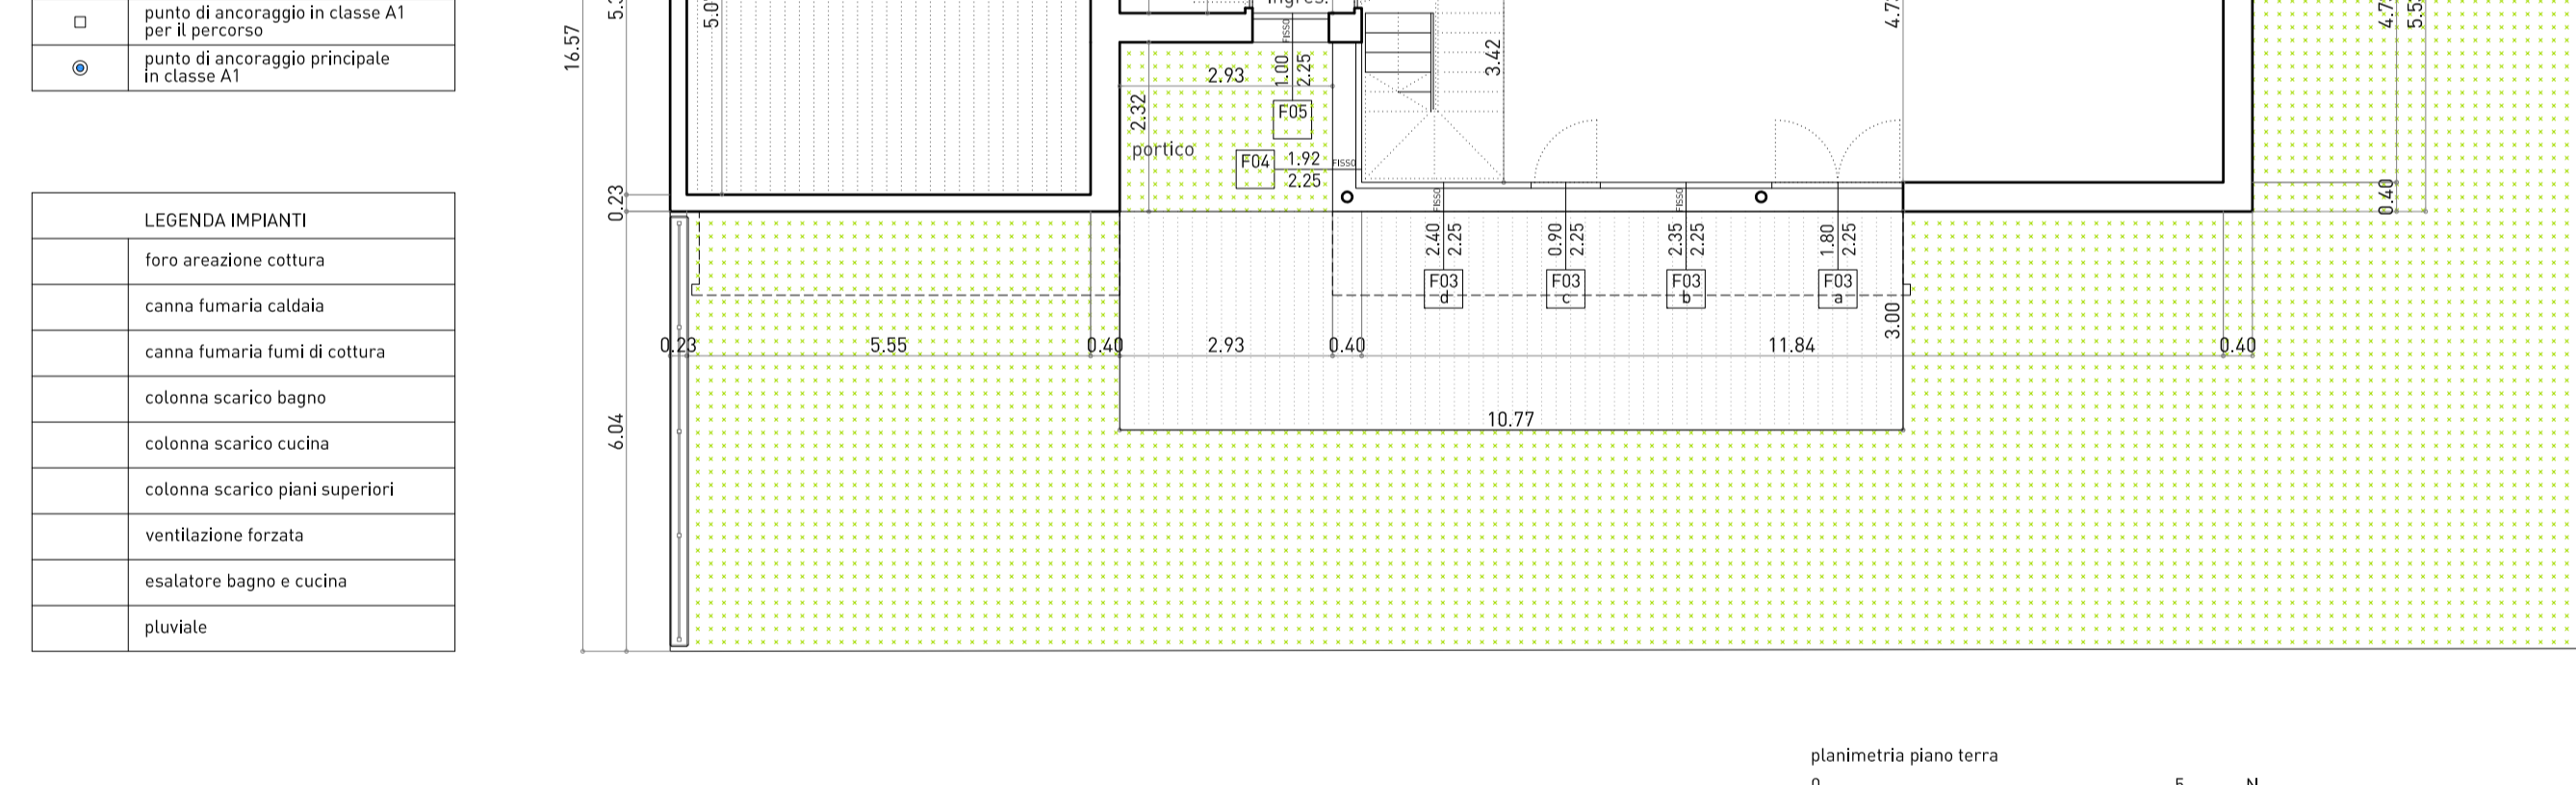 punto di ancoraggio in classe A1
per il percorso
punto di ancoraggio principale
in classe A1
LEGENDA IMPIANTI
foro areazione cottura
canna fumaria caldaia
canna fumaria fumi di cottura
colonna scarico bagno
colonna scarico cucina
colonna scarico piani superiori
ventilazione forzata
esalatore bagno e cucina
pluviale
16.57
0.23
6.04
2.93
1.00
2.25
FISSO
3.42
2.32
F05
portico
F04
1.92
2.25
FISSO
0.40
FISSO
FISSO
2.40
2.25
0.90
2.25
2.35
2.25
1.80
2.25
F03
d
F03
c
F03
b
F03
a
3.00
0.23
5.55
0.40
2.93
0.40
11.84
0.40
10.77
planimetria piano terra
0
5
N